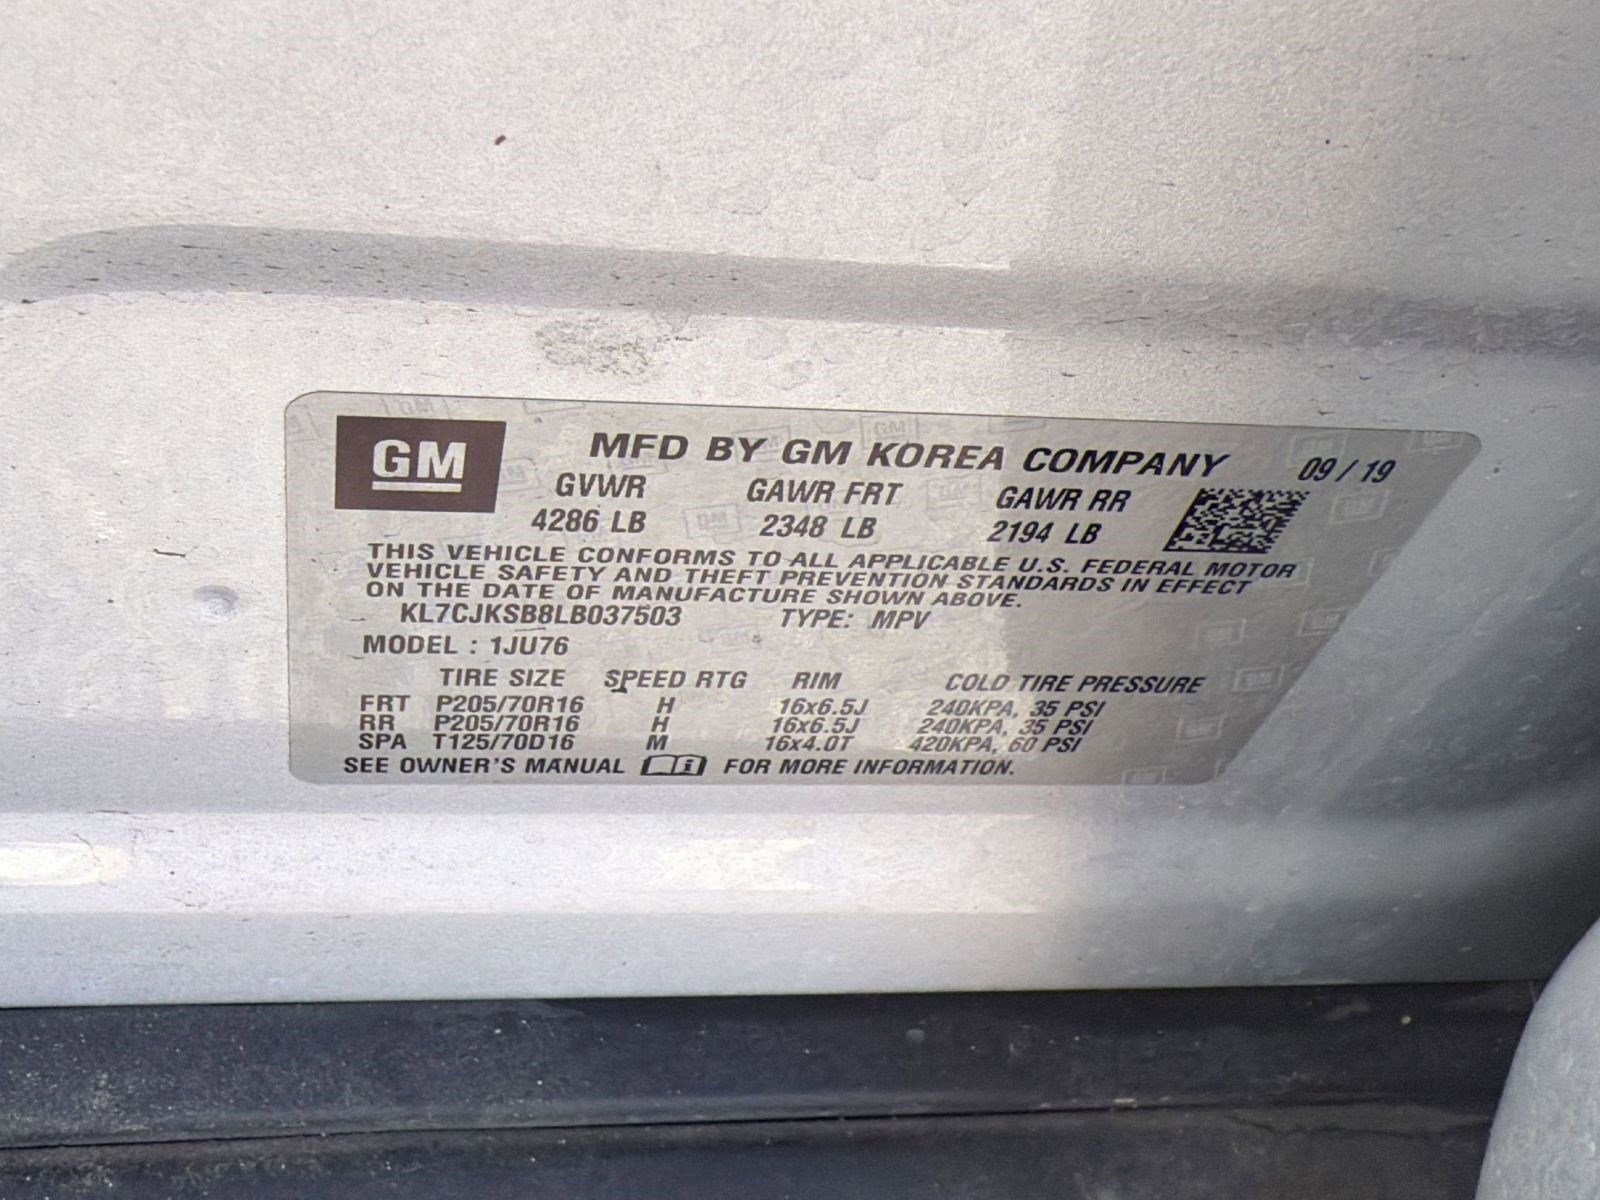 GM
MFD BY GM KOREA COMPANY 09 / 19
GVWR GAWR FRT GAWR RR
4286 LB 2348 LB 2194 LB
THIS VEHICLE CONFORMS TO ALL APPLICABLE U.S. FEDERAL MOTOR
VEHICLE SAFETY AND THEFT PREVENTION STANDARDS IN EFFECT
ON THE DATE OF MANUFACTURE SHOWN ABOVE.
KL7CJKSB8LB037503 TYPE: MPV
MODEL : 1JU76
TIRE SIZE SPEED RTG RIM COLD TIRE PRESSURE
FRT P205/70R16 H 16x6.5J 240KPA, 35 PSI
RR P205/70R16 H 16x6.5J 240KPA, 35 PSI
SPA T125/70D16 M 16x4.0T 420KPA, 60 PSI
SEE OWNER'S MANUAL i FOR MORE INFORMATION.